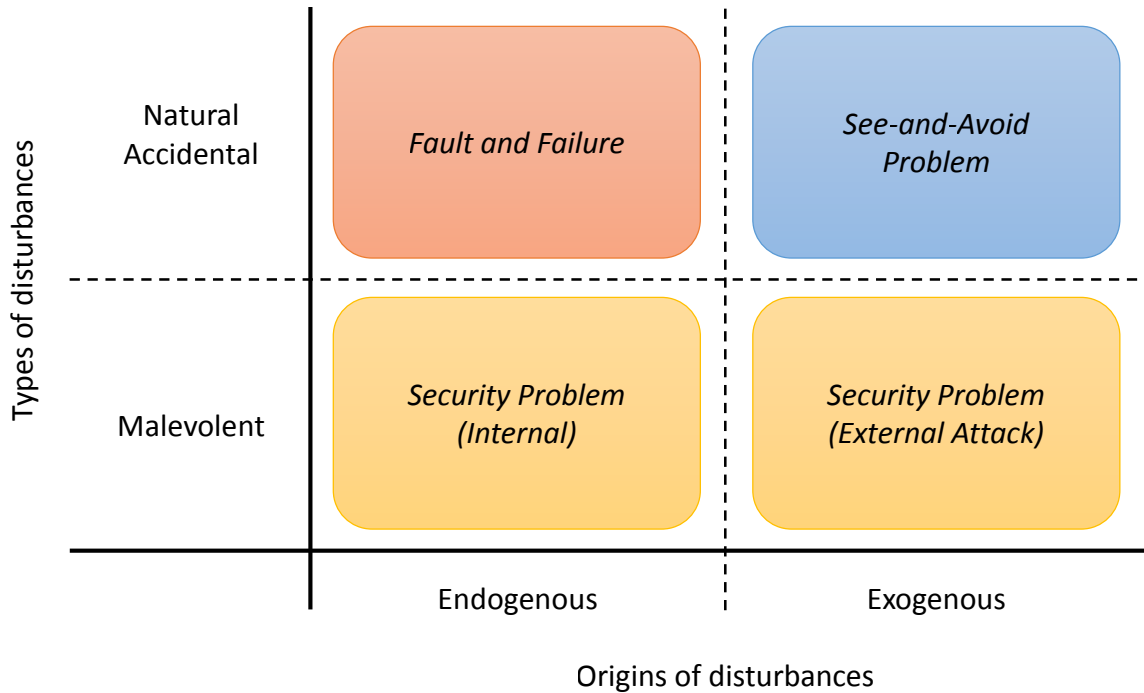 Types of disturbances
Natural
Accidental
Fault and Failure
See-and-Avoid
Problem
Malevolent
Security Problem
(Internal)
Security Problem
(External Attack)
Endogenous
Exogenous
Origins of disturbances